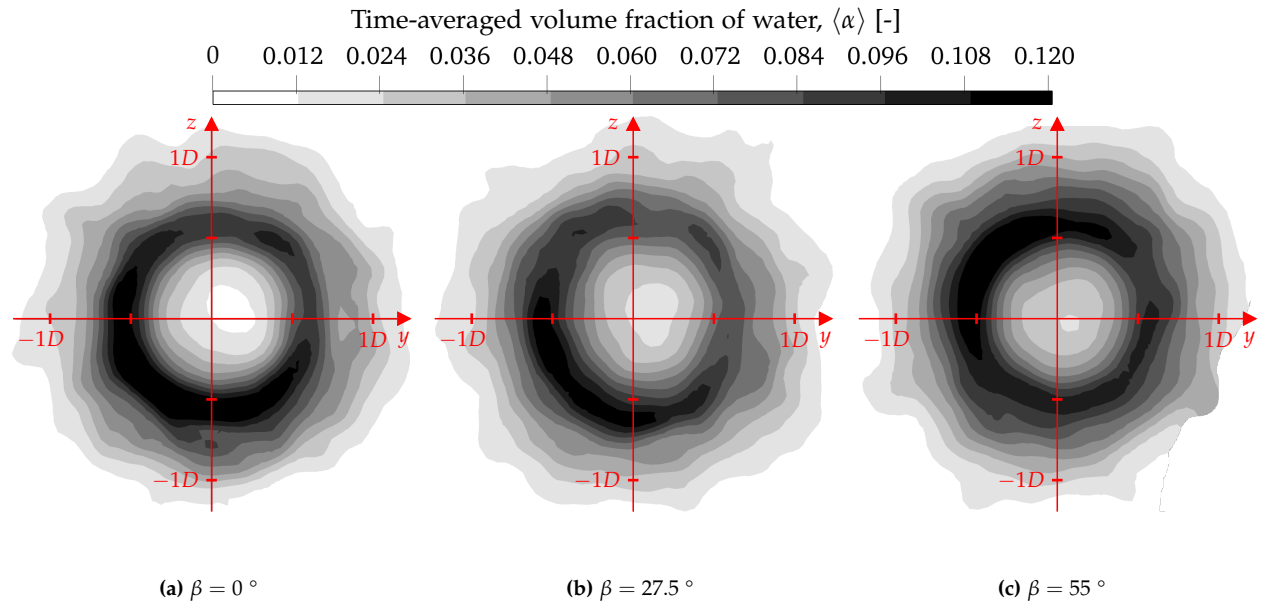 Time-averaged volume fraction of water, ⟨α⟩ [-]
0 0.012 0.024 0.036 0.048 0.060 0.072 0.084 0.096 0.108 0.120
z z z
1D 1D 1D
−1D 1D y −1D 1D y −1D 1D y
−1D −1D −1D
(a) β = 0 ° (b) β = 27.5 ° (c) β = 55 °